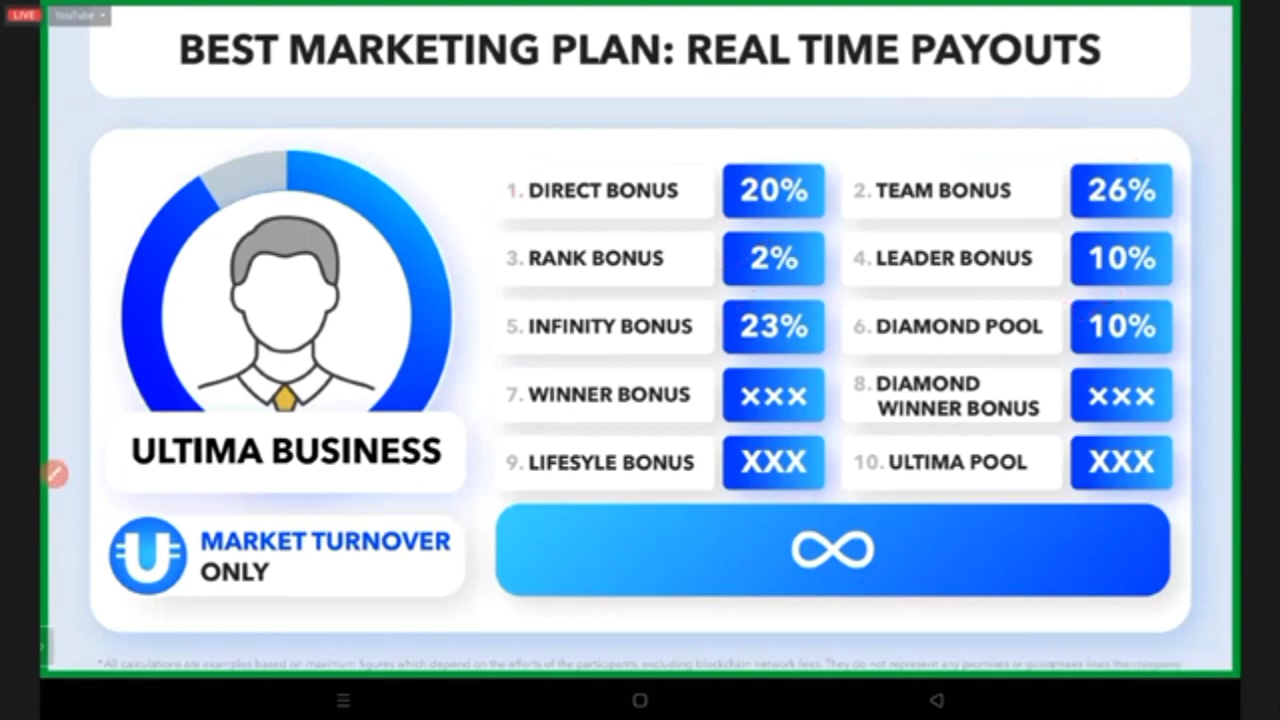 LIVE
YouTube
BEST MARKETING PLAN: REAL TIME PAYOUTS
1. DIRECT BONUS 20%
2. TEAM BONUS 26%
3. RANK BONUS 2%
4. LEADER BONUS 10%
5. INFINITY BONUS 23%
6. DIAMOND POOL 10%
7. WINNER BONUS xxx
8. DIAMOND
WINNER BONUS xxx
9. LIFESYLE BONUS XXX
10. ULTIMA POOL XXX
ULTIMA BUSINESS
MARKET TURNOVER
ONLY
∞
*All calculations are examples based on maximum figures which depend on the efforts of the participants, excluding blockchain network fees. They do not represent any promises or guarantees